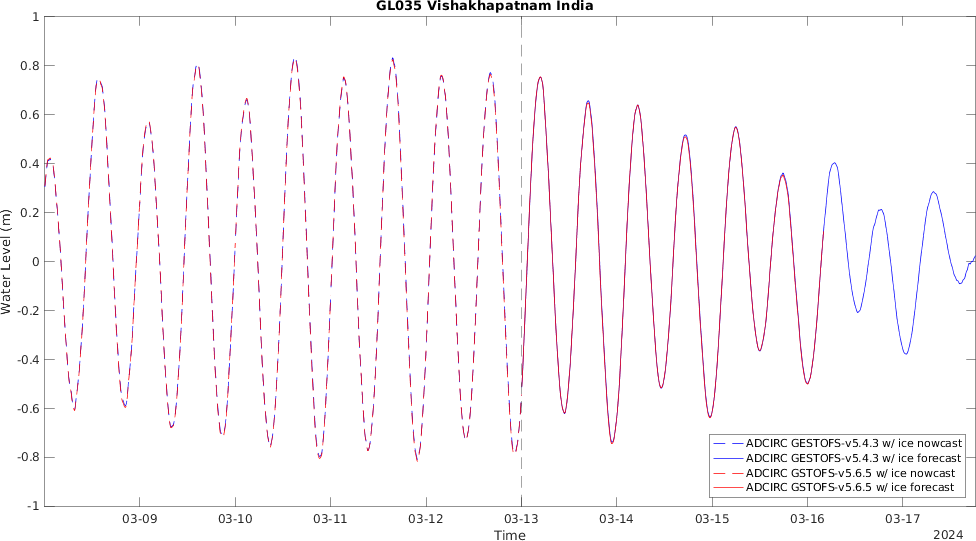 GL035 Vishakhapatnam India
1
0.8
0.6
0.4
0.2
0
-0.2
-0.4
-0.6
-0.8
-1
Water Level (m)
ADCIRC GESTOFS-v5.4.3 w/ ice nowcast
ADCIRC GESTOFS-v5.4.3 w/ ice forecast
ADCIRC GSTOFS-v5.6.5 w/ ice nowcast
ADCIRC GSTOFS-v5.6.5 w/ ice forecast
03-09 03-10 03-11 03-12 03-13 03-14 03-15 03-16 03-17
Time
2024